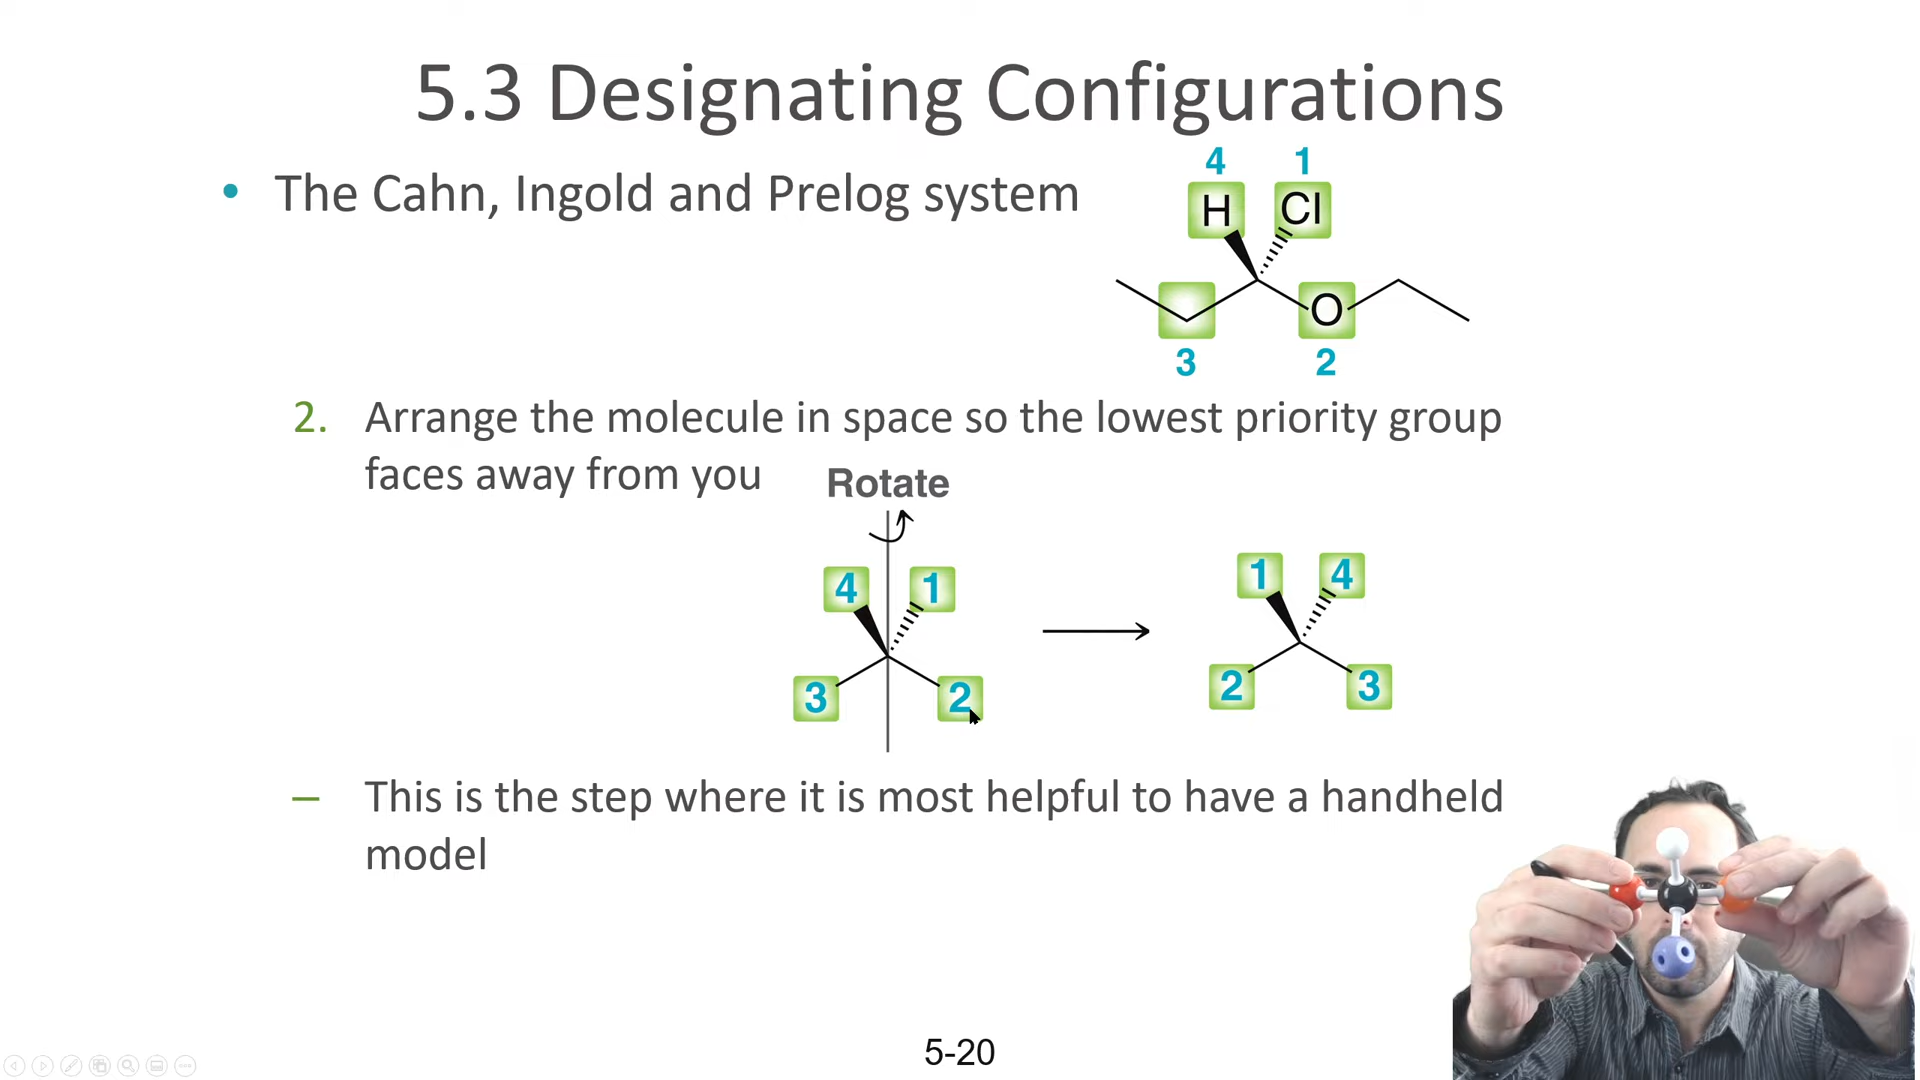 5.3 Designating Configurations
• The Cahn, Ingold and Prelog system
4 1
H Cl
O
3 2
2. Arrange the molecule in space so the lowest priority group
faces away from you
Rotate
4 1
3 2
1 4
2 3
– This is the step where it is most helpful to have a handheld
model
5-20